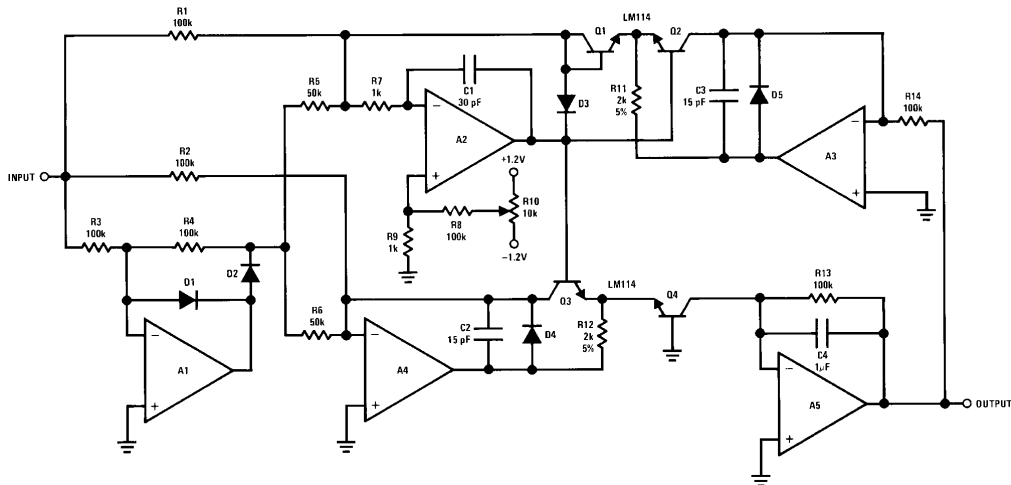 R1
100k
Q1
LM114
Q2
R5
50k
R7
1k
C1
30 pF
D3
R11
2k
5%
C3
15 pF
D5
R14
100k
−
A2
+
−
A3
+
R2
100k
+1.2V
INPUT
R10
10k
−1.2V
R8
100k
R9
1k
R3
100k
R4
100k
D2
D1
R6
50k
Q3
LM114
Q4
R13
100k
R12
2k
5%
C2
15 pF
D4
C4
1μF
−
A1
+
−
A4
+
−
A5
+
OUTPUT